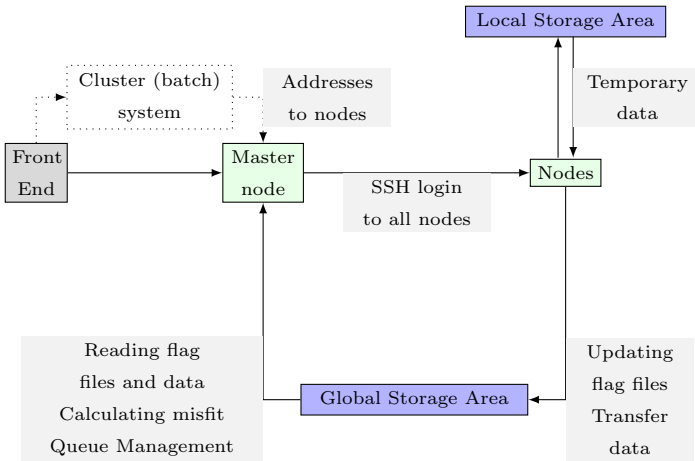 Local Storage Area
Cluster (batch)
system
Addresses
to nodes
Temporary
data
Front
End
Master
node
SSH login
to all nodes
Nodes
Reading flag
files and data
Calculating misfit
Queue Management
Global Storage Area
Updating
flag files
Transfer
data